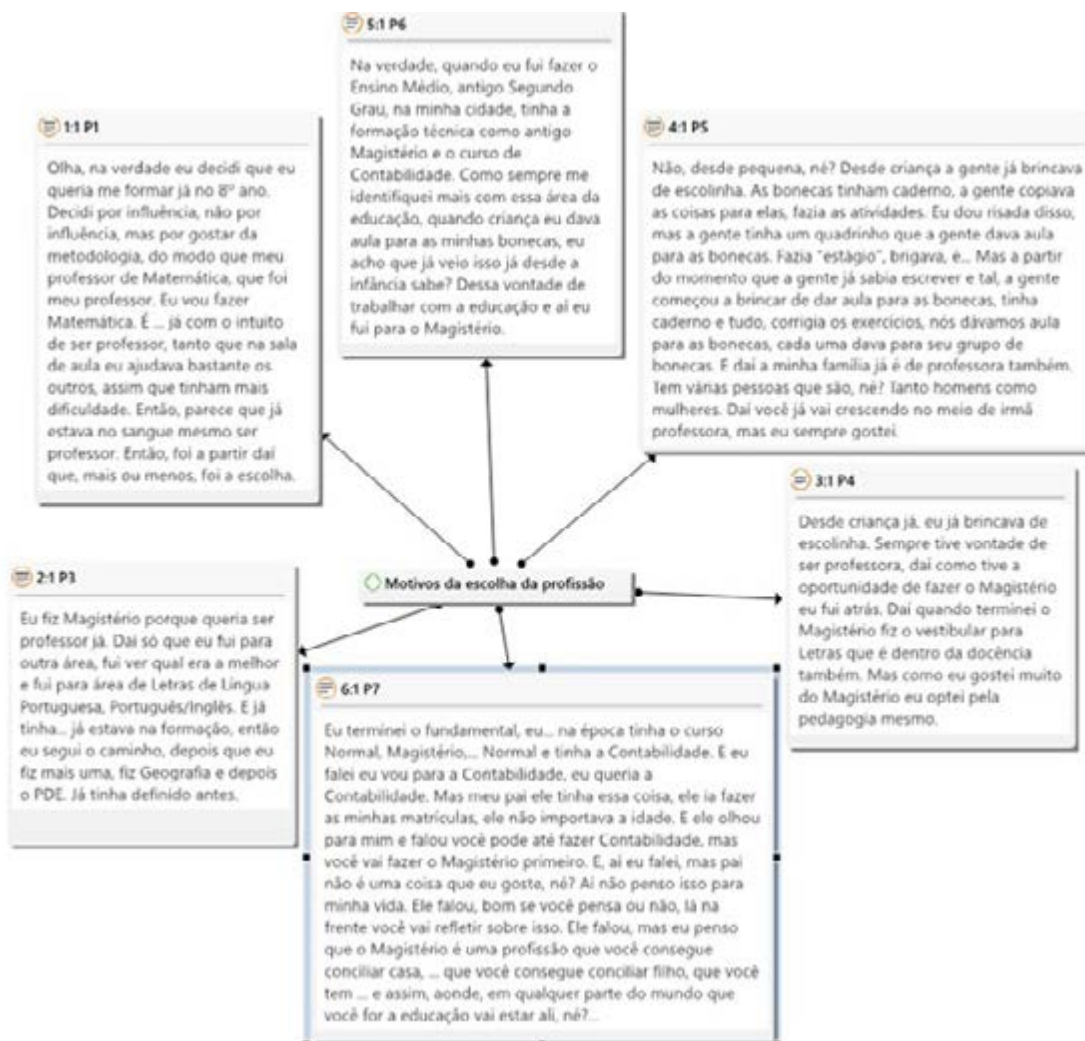 5:1 P6
Na verdade, quando eu fui fazer o
Ensino Médio, antigo Segundo
Grau, na minha cidade, tinha a
formação técnica como antigo
Magistério e o curso de
Contabilidade. Como sempre me
identifiquei mais com essa área da
educação, quando criança eu dava
aula para as minhas bonecas, eu
acho que já veio isso já desde a
infância sabe? Dessa vontade de
trabalhar com a educação e aí eu
fui para o Magistério.
1:1 P1
Olha, na verdade eu decidi que eu
queria me formar já no 8º ano.
Decidi por influência, não por
influência, mas por gostar da
metodologia, do modo que meu
professor de Matemática, que foi
meu professor. Eu vou fazer
Matemática. É ... já com o intuito
de ser professor, tanto que na sala
de aula eu ajudava bastante os
outros, assim que tinham mais
dificuldade. Então, parece que já
estava no sangue mesmo ser
professor. Então, foi a partir daí
que, mais ou menos, foi a escolha.
4:1 P5
Não, desde pequena, né? Desde criança a gente já brincava
de escolinha. As bonecas tinham caderno, a gente copiava
as coisas para elas, fazia as atividades. Eu dou risada disso,
mas a gente tinha um quadrinho que a gente dava aula
para as bonecas. Fazia "estágio", brigava, e... Mas a partir
do momento que a gente já sabia escrever e tal, a gente
começou a brincar de dar aula para as bonecas, tinha
caderno e tudo, corrigia os exercícios, nós dávamos aula
para as bonecas, cada uma dava para seu grupo de
bonecas. E daí a minha família já é de professora também.
Tem várias pessoas que são, né? Tanto homens como
mulheres. Daí você já vai crescendo no meio de irmã
professora, mas eu sempre gostei.
3:1 P4
Desde criança já, eu já brincava de
escolinha. Sempre tive vontade de
ser professora, daí como tive a
oportunidade de fazer o Magistério
eu fui atrás. Daí quando terminei o
Magistério fiz o vestibular para
Letras que é dentro da docência
também. Mas como eu gostei muito
do Magistério eu optei pela
pedagogia mesmo.
Motivos da escolha da profissão
2:1 P3
Eu fiz Magistério porque queria ser
professor já. Daí só que eu fui para
outra área, fui ver qual era a melhor
e fui para área de Letras de Língua
Portuguesa, Português/Inglês. E já
tinha... já estava na formação, então
eu segui o caminho, depois que eu
fiz mais uma, fiz Geografia e depois
o PDE. Já tinha definido antes.
6:1 P7
Eu terminei o fundamental, eu... na época tinha o curso
Normal, Magistério,... Normal e tinha a Contabilidade. E eu
falei eu vou para a Contabilidade, eu queria a
Contabilidade. Mas meu pai ele tinha essa coisa, ele ia fazer
as minhas matrículas, ele não importava a idade. E ele olhou
para mim e falou você pode até fazer Contabilidade, mas
você vai fazer o Magistério primeiro. E, aí eu falei, mas pai
não é uma coisa que eu goste, né? Aí não penso isso para
minha vida. Ele falou, bom se você pensa ou não, lá na
frente você vai refletir sobre isso. Ele falou, mas eu penso
que o Magistério é uma profissão que você consegue
conciliar casa, ... que você consegue conciliar filho, que você
tem ... e assim, aonde, em qualquer parte do mundo que
você for a educação vai estar ali, né?...